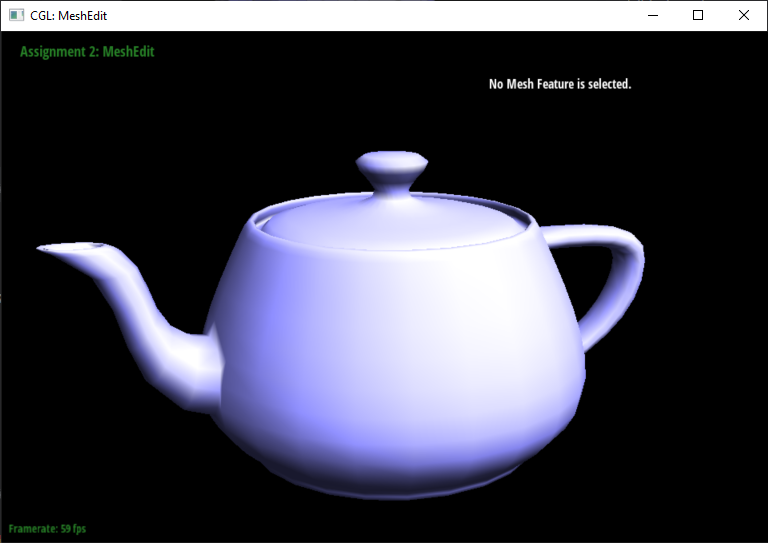 CGL: MeshEdit
Assignment 2: MeshEdit
No Mesh Feature is selected.
Framerate: 59 fps